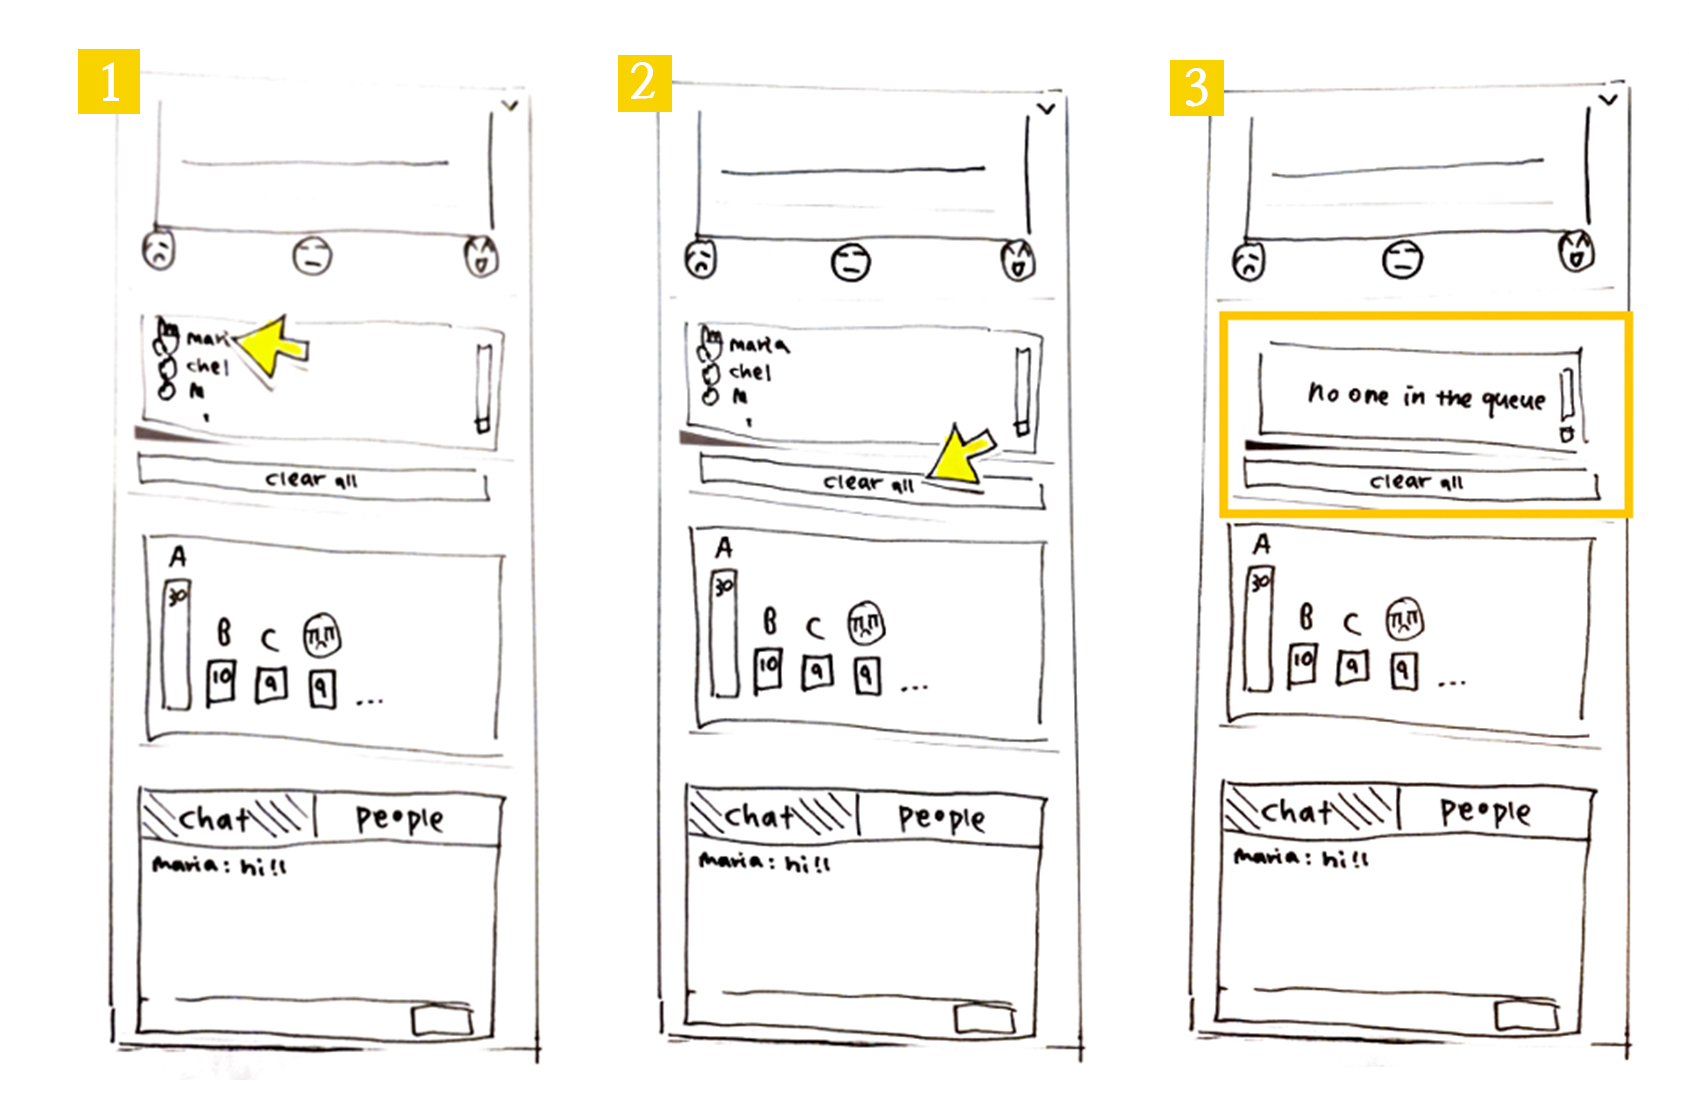 1
mari
chel
M
clear all
A
30
B
C
10
9
9
...
chat
people
maria: hi!!
2
maria
chel
M
clear all
A
30
B
C
10
9
9
...
chat
people
maria: hi!!
3
no one in the queue
clear all
A
30
B
C
10
9
9
...
chat
people
maria: hi!!